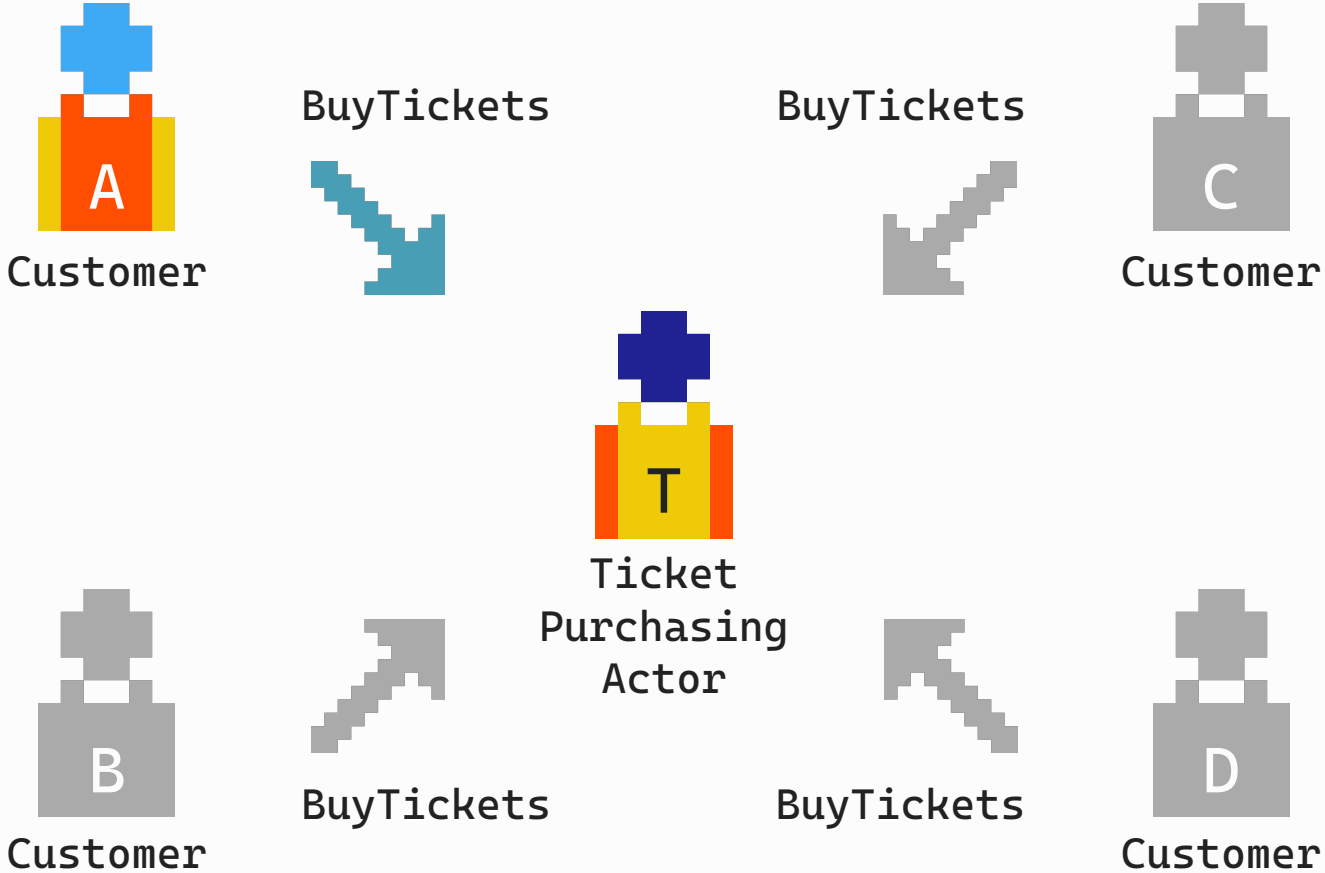 BuyTickets
BuyTickets
A
C
Customer
Customer
T
Ticket
Purchasing
Actor
B
D
BuyTickets
BuyTickets
Customer
Customer